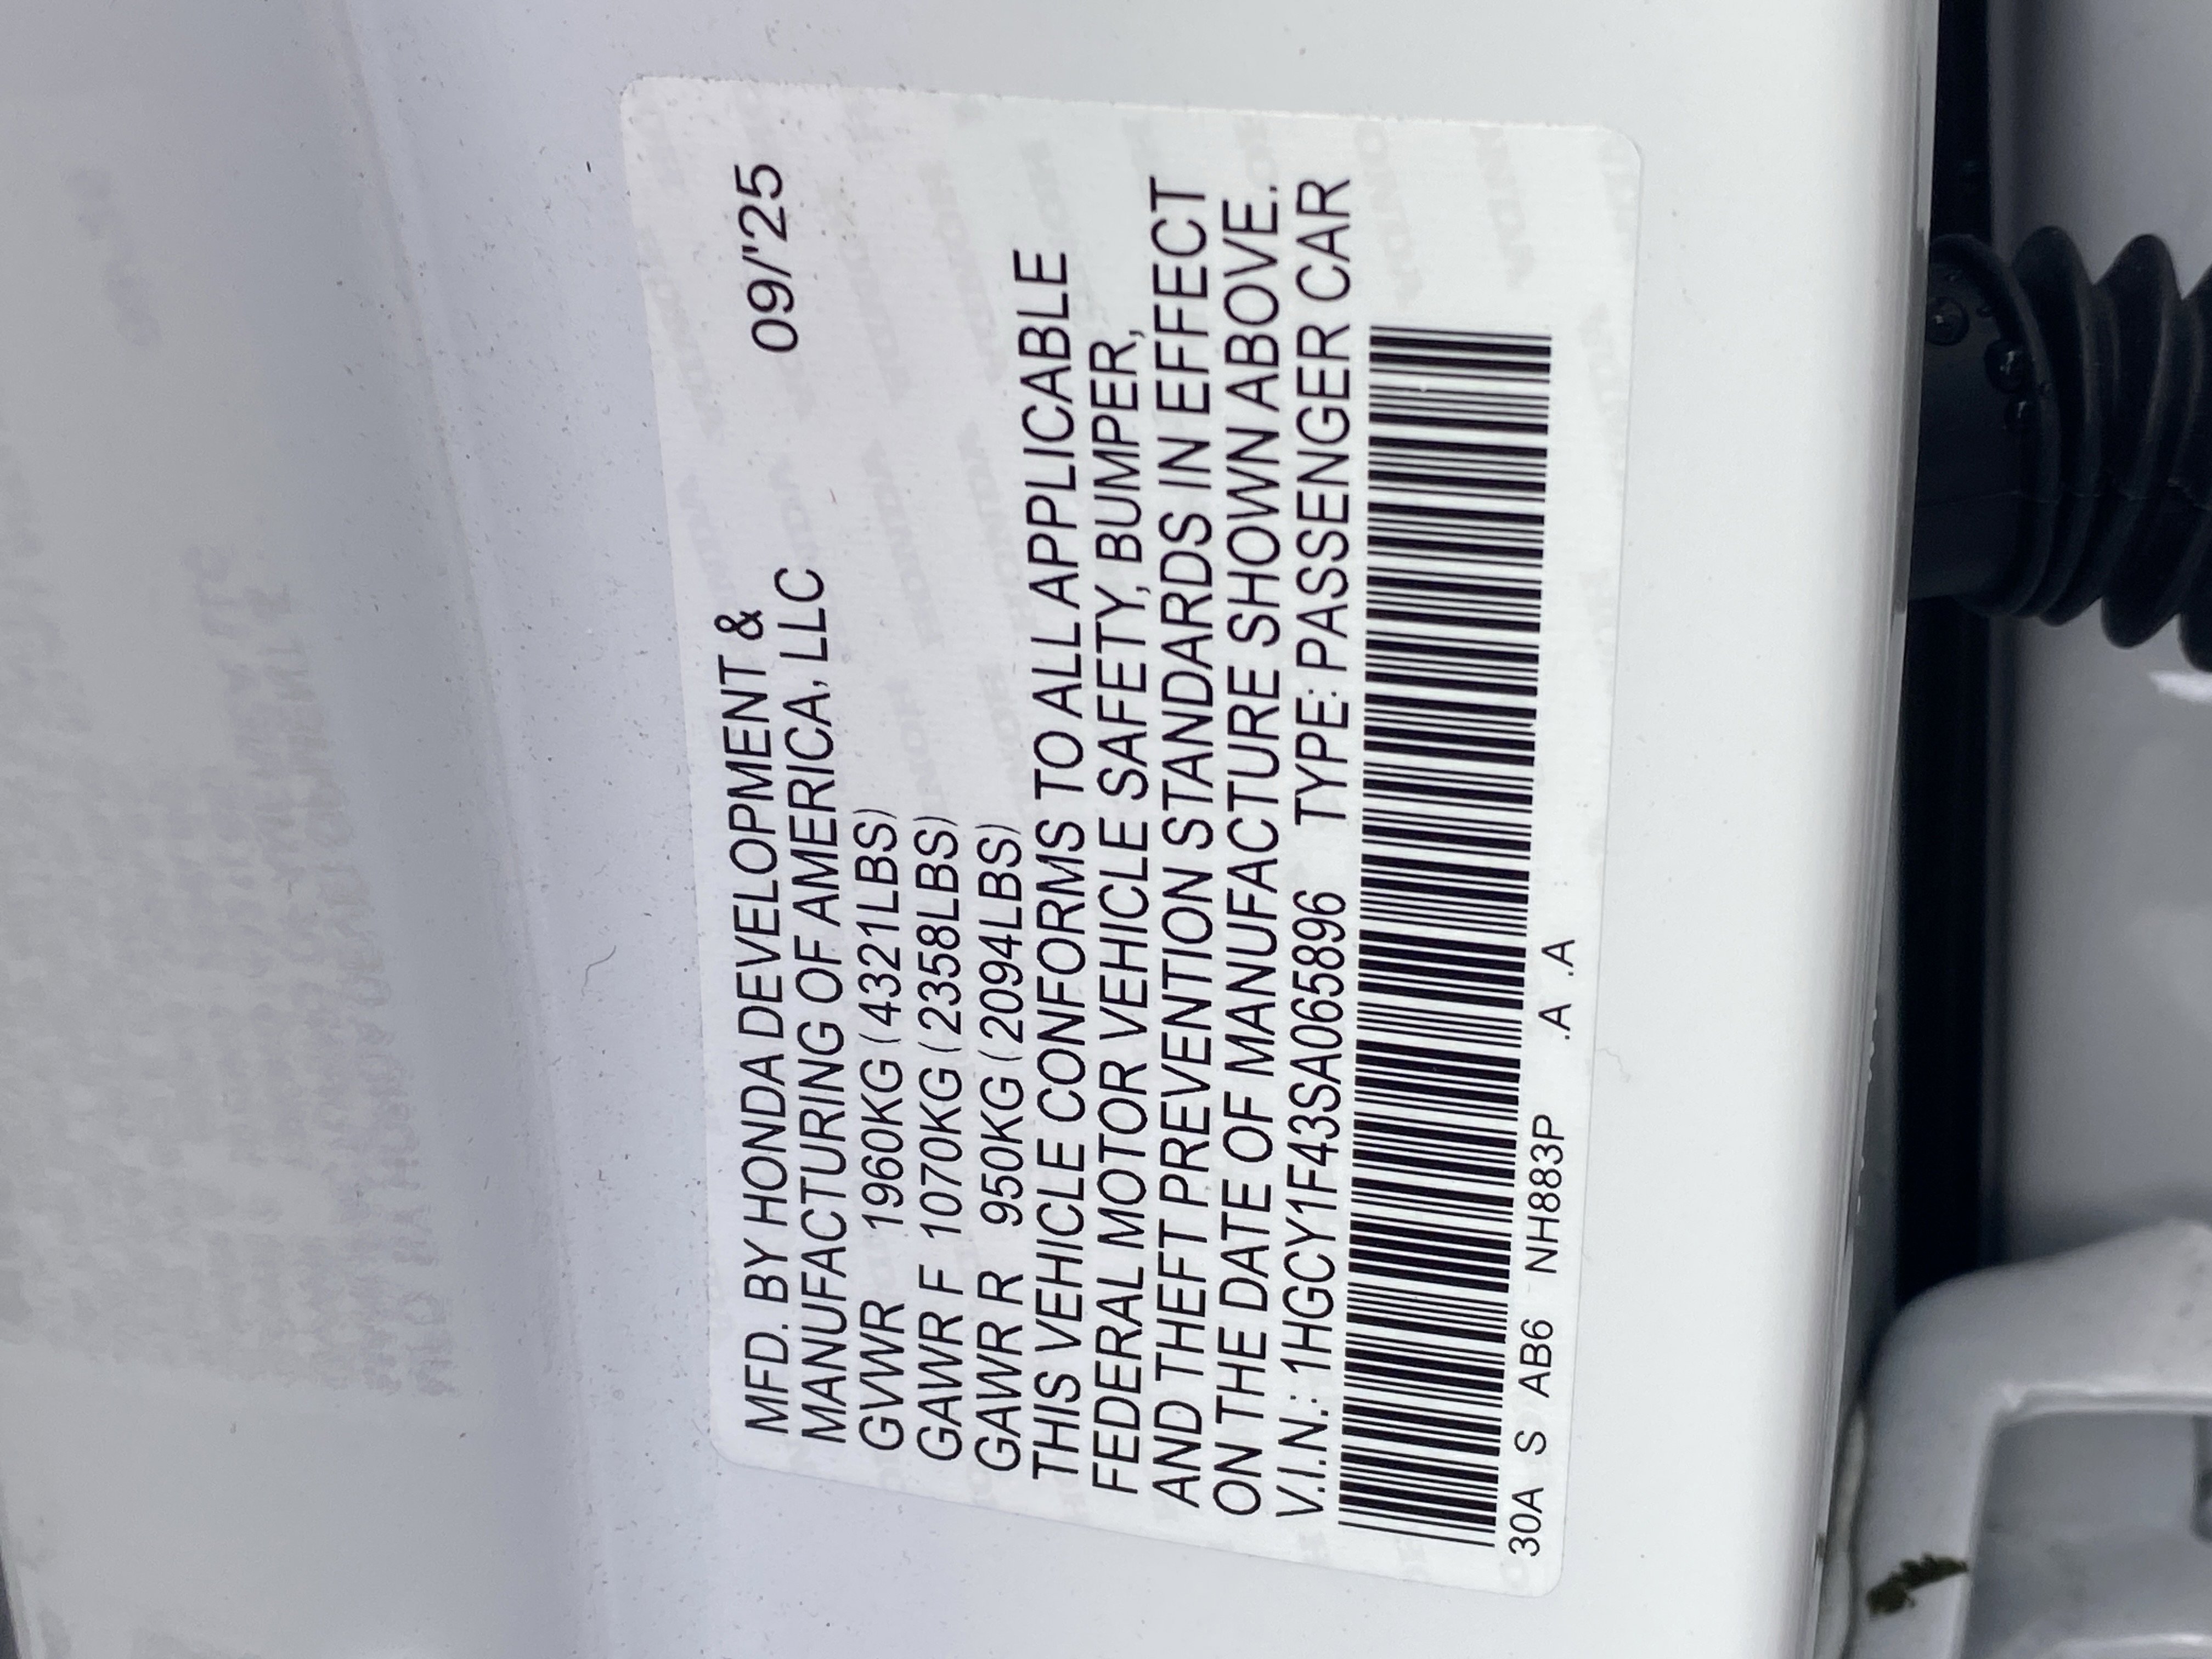 MFD. BY HONDA DEVELOPMENT &
MANUFACTURING OF AMERICA, LLC 09/'25
GVWR 1960KG (4321LBS)
GAWR F 1070KG (2358LBS)
GAWR R 950KG (2094LBS)
THIS VEHICLE CONFORMS TO ALL APPLICABLE
FEDERAL MOTOR VEHICLE SAFETY, BUMPER,
AND THEFT PREVENTION STANDARDS IN EFFECT
ON THE DATE OF MANUFACTURE SHOWN ABOVE.
V.I.N.: 1HGCY1F43SA065896 TYPE: PASSENGER CAR
30A S AB6 NH883P .A .A